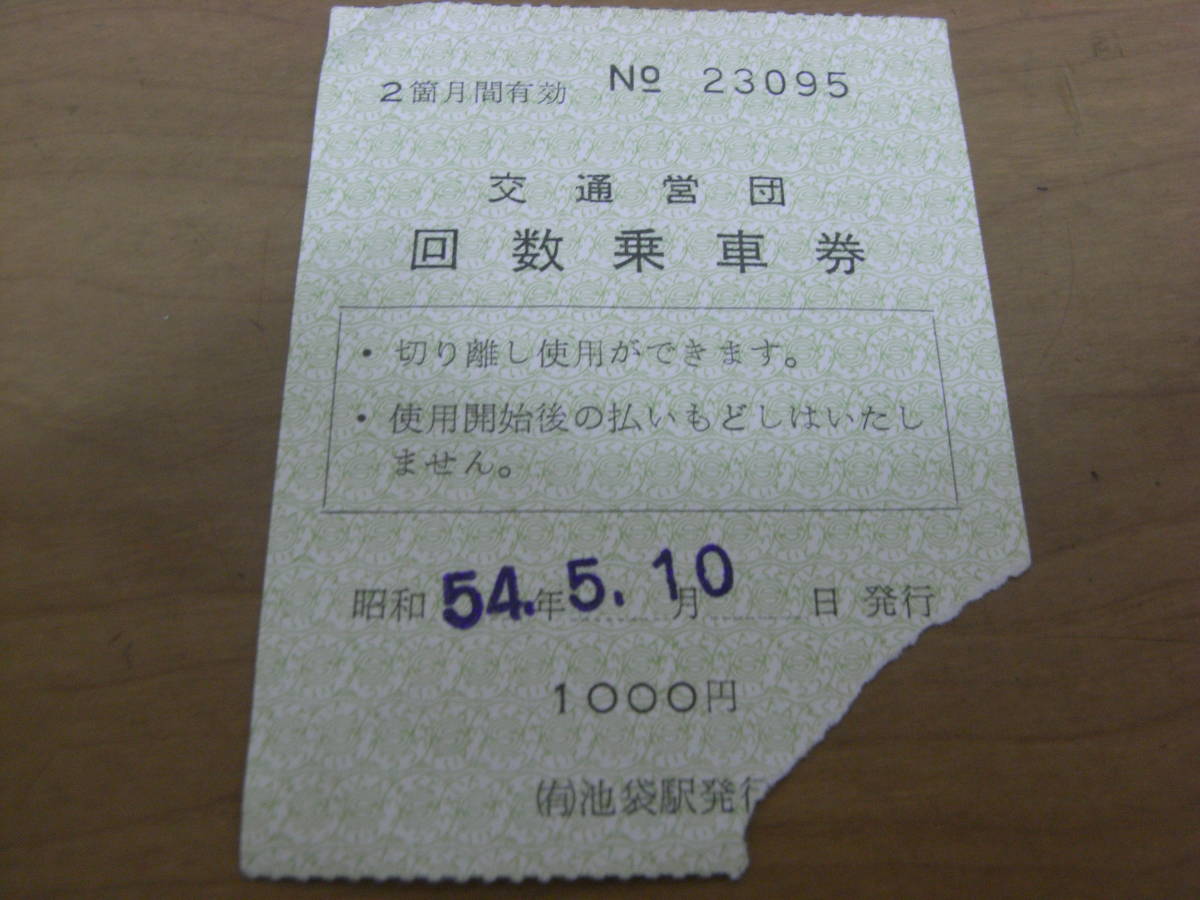 2箇月間有効 No 23095
交通営団
回数乗車券
・切り離し使用ができます。
・使用開始後の払いもどしはいたし
ません。
昭和 54.年 5. 月 10 日 発行
1000円
㈲池袋駅発行